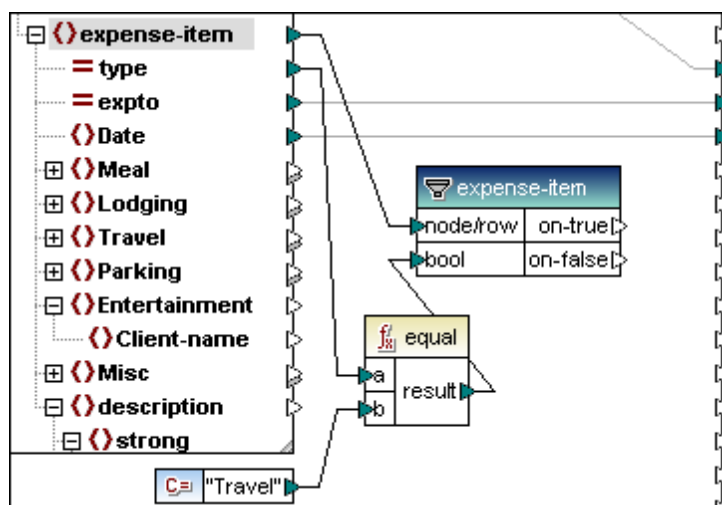 expense-item
= type
= expto
Date
Meal
expense-item
Lodging
node/row on-true
Travel
bool on-false
Parking
Entertainment
Client-name
equal
Misc
a
result
description
b
strong
C= "Travel"